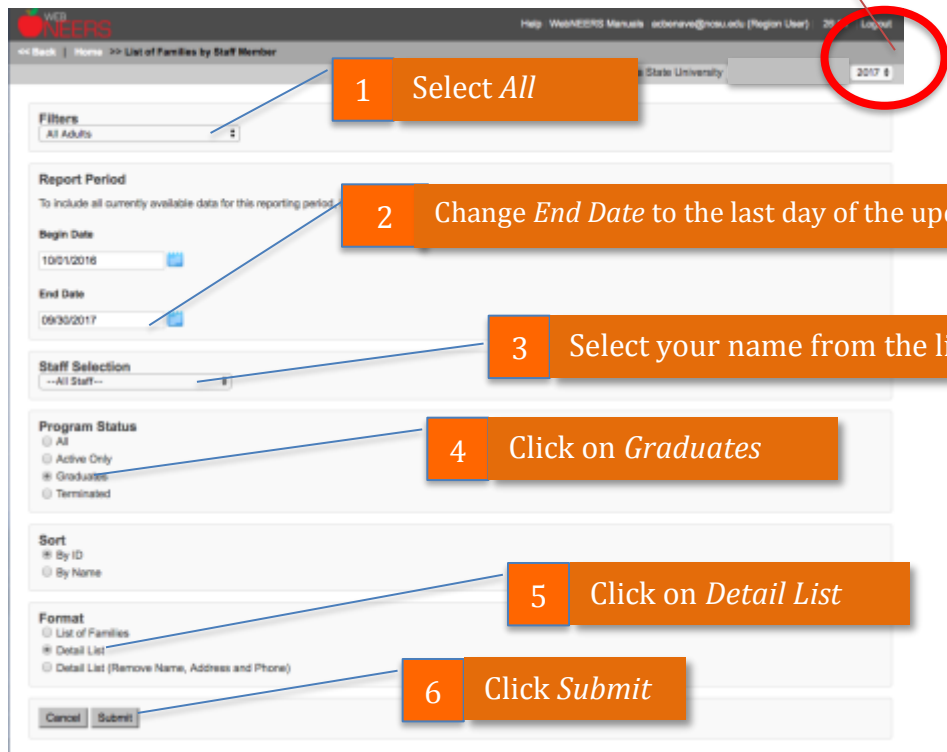 WEB
NEERS
Help WebNEERS Manuals acbenave@ncsu.edu (Region User) Logout
<< Back | Home >> List of Families by Staff Member
State University 2017
1 Select All
Filters
All Adults
Report Period
To include all currently available data for this reporting period,
2 Change End Date to the last day of the
Begin Date
10/01/2016
End Date
09/30/2017
3 Select your name from the
Staff Selection
--All Staff--
Program Status
All
Active Only
Graduates
Terminated
4 Click on Graduates
Sort
By ID
By Name
5 Click on Detail List
Format
List of Families
Detail List
Detail List (Remove Name, Address and Phone)
6 Click Submit
Cancel Submit